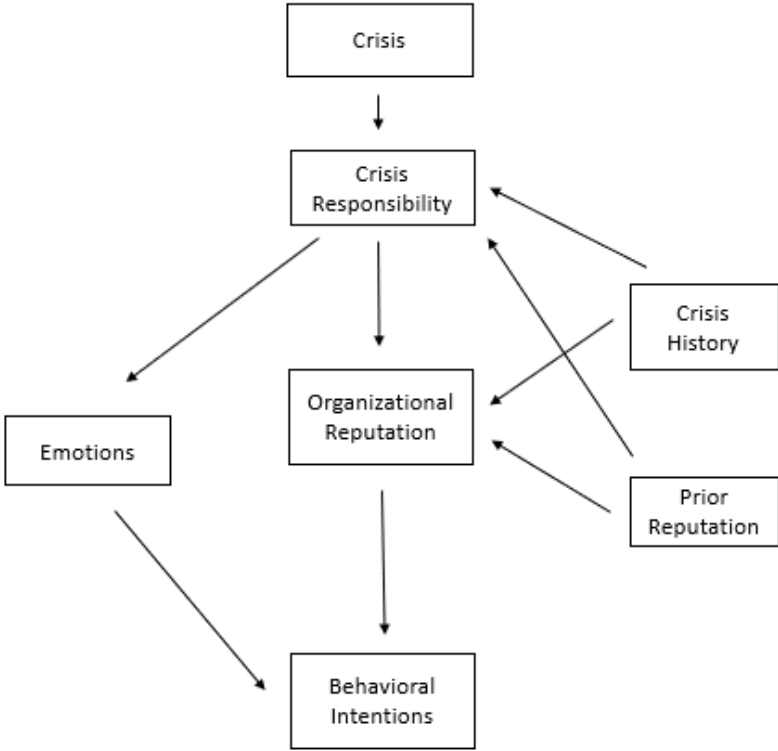 Crisis
Crisis
Responsibility
Crisis
History
Organizational
Reputation
Emotions
Prior
Reputation
Behavioral
Intentions